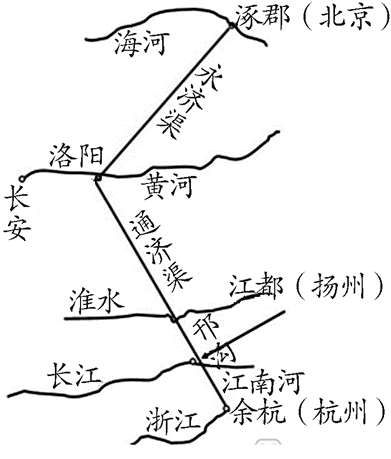 涿郡（北京）
海河
永济渠
洛阳
长安
黄河
通济渠
淮水
江都（扬州）
邗沟
长江
江南河
余杭（杭州）
浙江